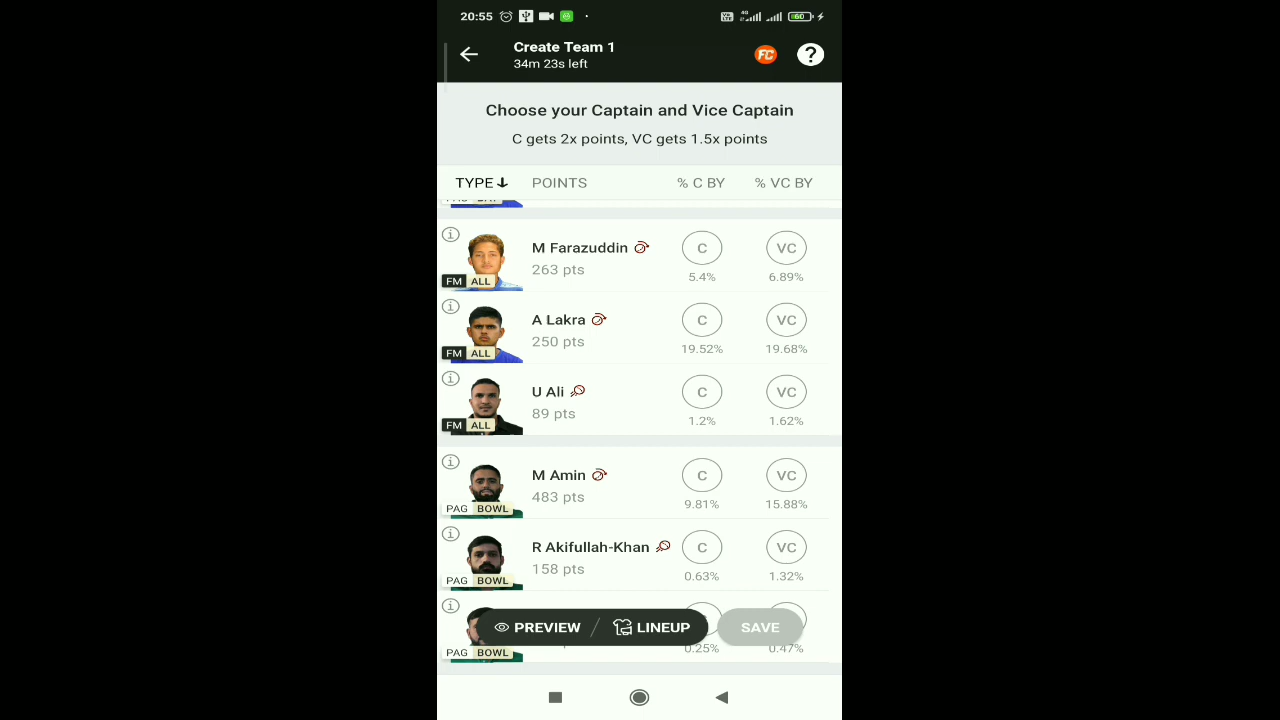 20:55
4G
60
Create Team 1
34m 23s left
FC
?
Choose your Captain and Vice Captain
C gets 2x points, VC gets 1.5x points
TYPE POINTS % C BY % VC BY
M Farazuddin C VC
263 pts 5.4% 6.89%
FM ALL
A Lakra C VC
250 pts 19.52% 19.68%
FM ALL
U Ali C VC
89 pts 1.2% 1.62%
FM ALL
M Amin C VC
483 pts 9.81% 15.88%
PAG BOWL
R Akifullah-Khan C VC
158 pts 0.63% 1.32%
PAG BOWL
PREVIEW / LINEUP SAVE
PAG BOWL 0.25% 0.47%